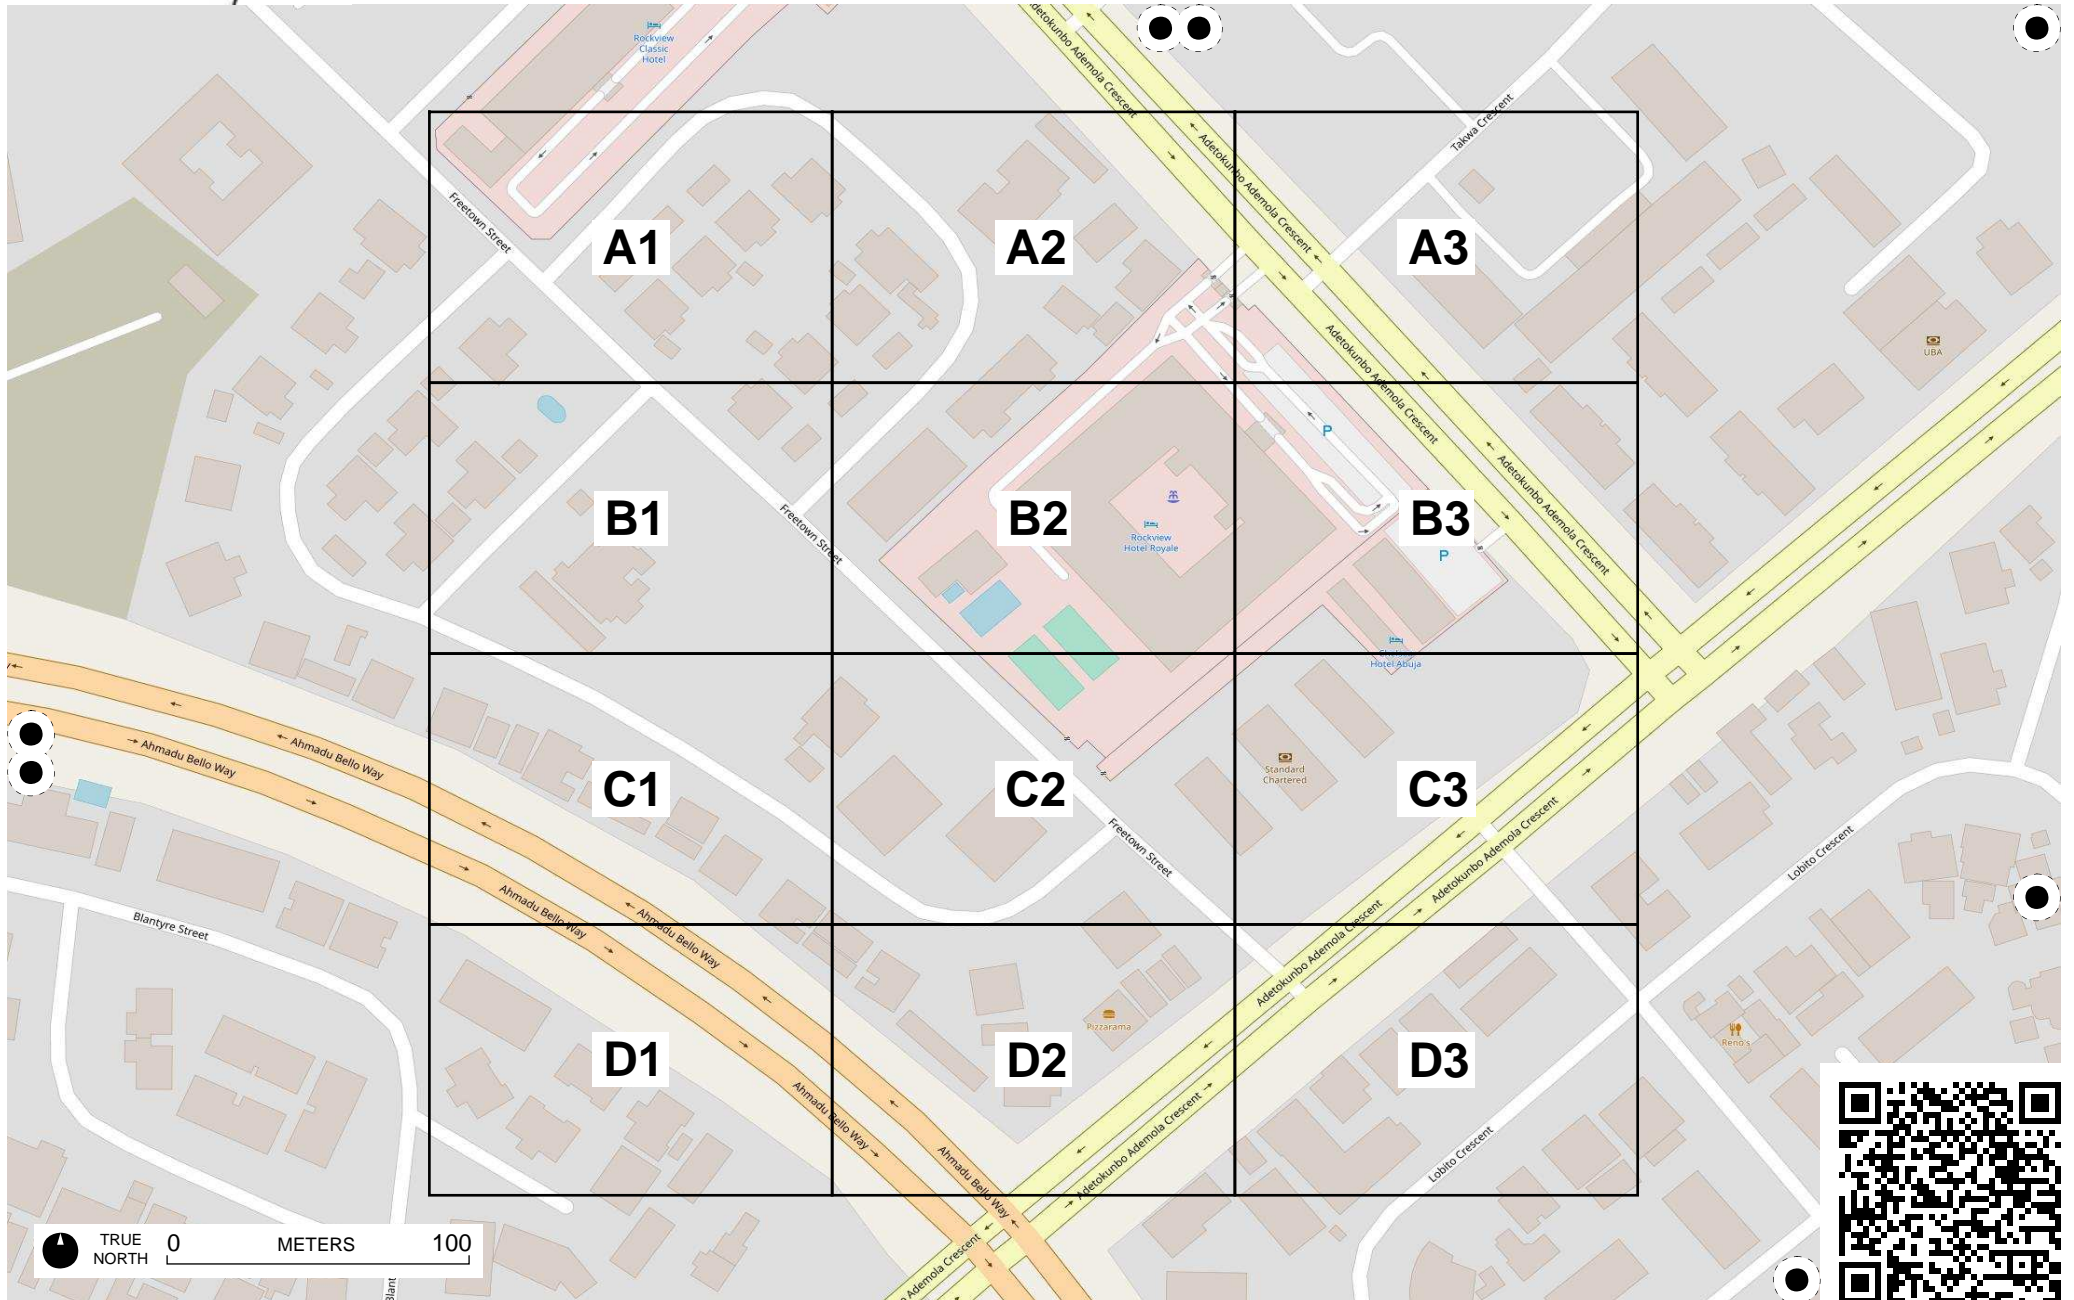 Rockview
Classic
Hotel
Adetokunbo Ademola Crescent
Adetokunbo Ademola Crescent
Takwa Crescent
Freetown Street
A1
A2
A3
Adetokunbo Ademola Crescent
UBA
P
Adetokunbo Ademola Crescent
B1
B2
B3
Rockview
Hotel Royale
P
Freetown Street
Hotel Abuja
Ahmadu Bello Way
Ahmadu Bello Way
C1
C2
C3
Standard
Chartered
Freetown Street
Adetokunbo Ademola Crescent
Lobito Crescent
Blantyre Street
Ahmadu Bello Way
Ahmadu Bello Way
Adetokunbo Ademola Crescent
Pizzarama
Reno's
D1
D2
D3
Ahmadu Bello Way
Ahmadu Bello Way
Adetokunbo Ademola Crescent
Lobito Crescent
TRUE
NORTH
0 METERS 100
Blant
o Ademola Crescent